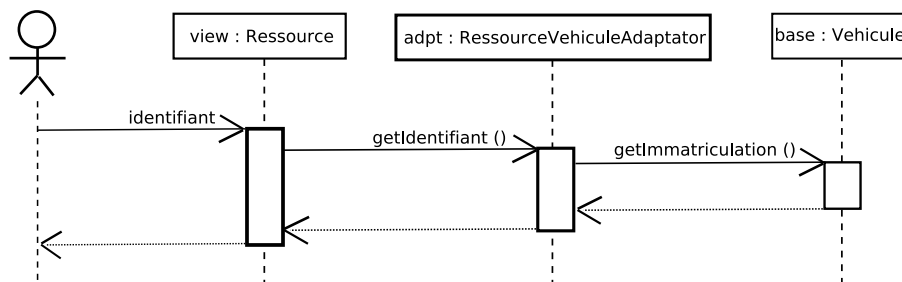 view : Ressource
adpt : RessourceVehiculeAdaptator
base : Vehicule
identifiant
getIdentifiant ()
getImmatriculation ()